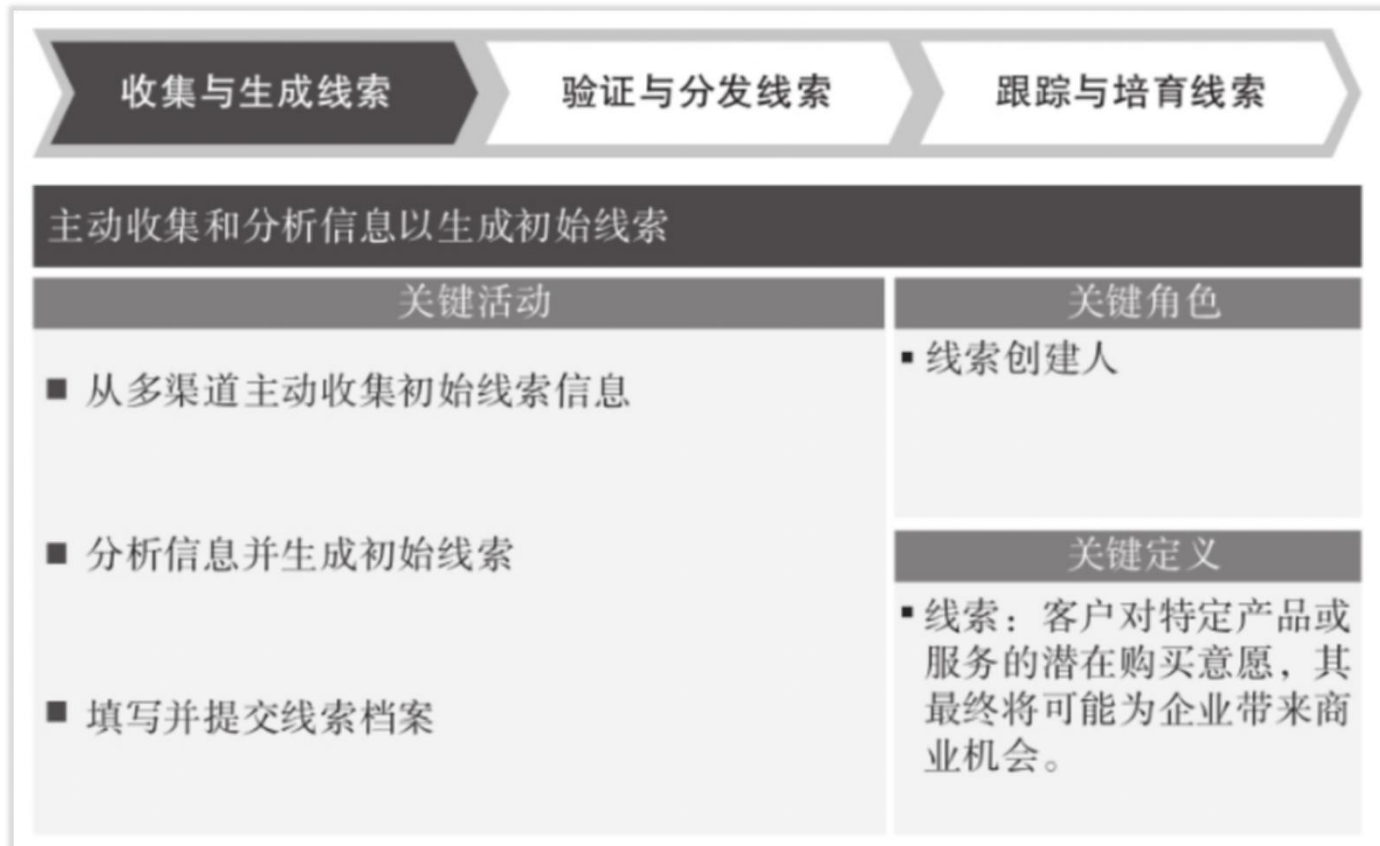 收集与生成线索
验证与分发线索
跟踪与培育线索
主动收集和分析信息以生成初始线索
关键活动
■ 从多渠道主动收集初始线索信息
■ 分析信息并生成初始线索
■ 填写并提交线索档案
关键角色
▪ 线索创建人
关键定义
▪ 线索：客户对特定产品或
服务的潜在购买意愿，其
最终将可能为企业带来商
业机会。